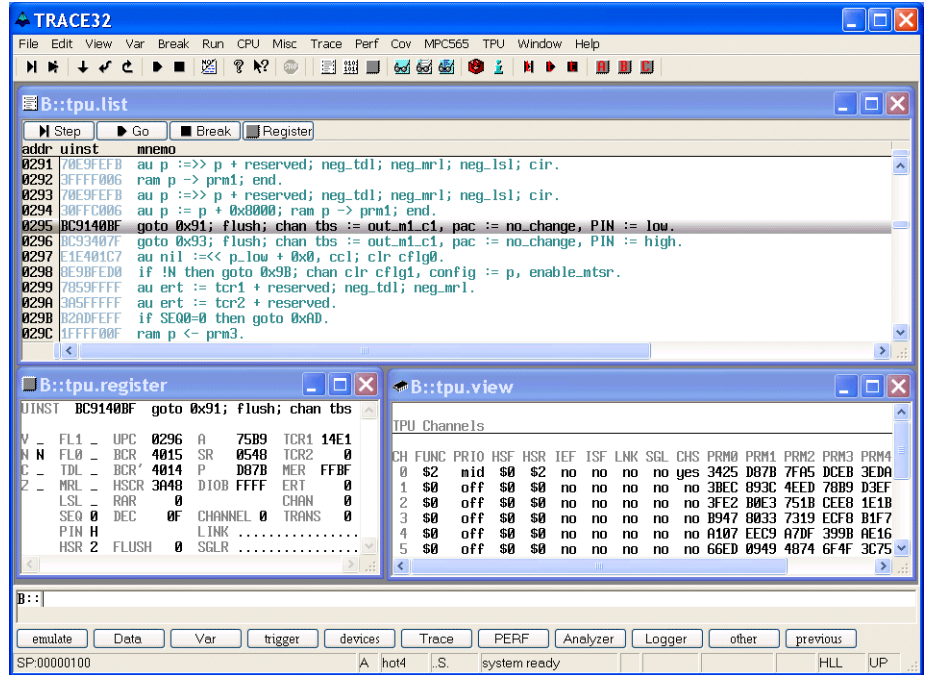 TRACE32
File Edit View Var Break Run CPU Misc Trace Perf Cov MPC565 TPU Window Help
B::tpu.list
Step Go Break Register
addr uinst mnemo
0291 70E9FEFB au p :=>> p + reserved; neg_tdl; neg_mrl; neg_lsl; cir.
0292 3FFFF006 ram p -> prm1; end.
0293 70E9FEFB au p :=>> p + reserved; neg_tdl; neg_mrl; neg_lsl; cir.
0294 30FFC006 au p := p + 0x8000; ram p -> prm1; end.
0295 BC9140BF goto 0x91; flush; chan tbs := out_m1_c1, pac := no_change, PIN := low.
0296 BC93407F goto 0x93; flush; chan tbs := out_m1_c1, pac := no_change, PIN := high.
0297 E1E401C7 au nil :=<< p_low + 0x0, ccl; clr cflg0.
0298 8E9BFED0 if !N then goto 0x9B; chan clr cflg1, config := p, enable_mtsr.
0299 7859FFFF au ert := tcr1 + reserved; neg_tdl; neg_mrl.
029A 3A5FFFFF au ert := tcr2 + reserved.
029B B2ADFEFF if SEQ0=0 then goto 0xAD.
029C 1FFFF00F ram p <- prm3.
B::tpu.register
UINST BC9140BF goto 0x91; flush; chan tbs
V _ FL1 _ UPC 0296 A 75B9 TCR1 14E1
N N FL0 _ BCR 4015 SR 0548 TCR2 0
C _ TDL _ BCR' 4014 P D87B MER FFBF
Z _ MRL _ HSCR 3A48 DIOB FFFF ERT 0
LSL _ RAR 0 CHAN 0
SEQ 0 DEC 0F CHANNEL 0 TRANS 0
PIN H LINK ................
HSR 2 FLUSH 0 SGLR ................
B::tpu.view
TPU Channels
CH FUNC PRIO HSF HSR IEF ISF LNK SGL CHS PRM0 PRM1 PRM2 PRM3 PRM4
0 $2 mid $0 $2 no no no no yes 3425 D87B 7FA5 DCEB 3EDA
1 $0 off $0 $0 no no no no no 3BEC 893C 4EED 78B9 D3EF
2 $0 off $0 $0 no no no no no 3FE2 B0E3 751B CEE8 1E1B
3 $0 off $0 $0 no no no no no B947 8033 7319 ECF8 B1F7
4 $0 off $0 $0 no no no no no A107 EEC9 A7DF 399B AE16
5 $0 off $0 $0 no no no no no 66ED 0949 4874 6F4F 3C75
B::
emulate Data Var trigger devices Trace PERF Analyzer Logger other previous
SP:00000100 A hot4 ..S. system ready HLL UP